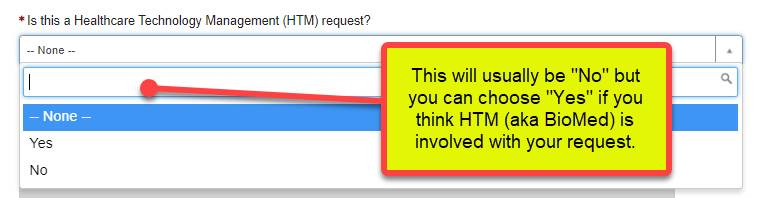 * Is this a Healthcare Technology Management (HTM) request?
-- None --
This will usually be "No" but
you can choose "Yes" if you
think HTM (aka BioMed) is
involved with your request.
-- None --
Yes
No